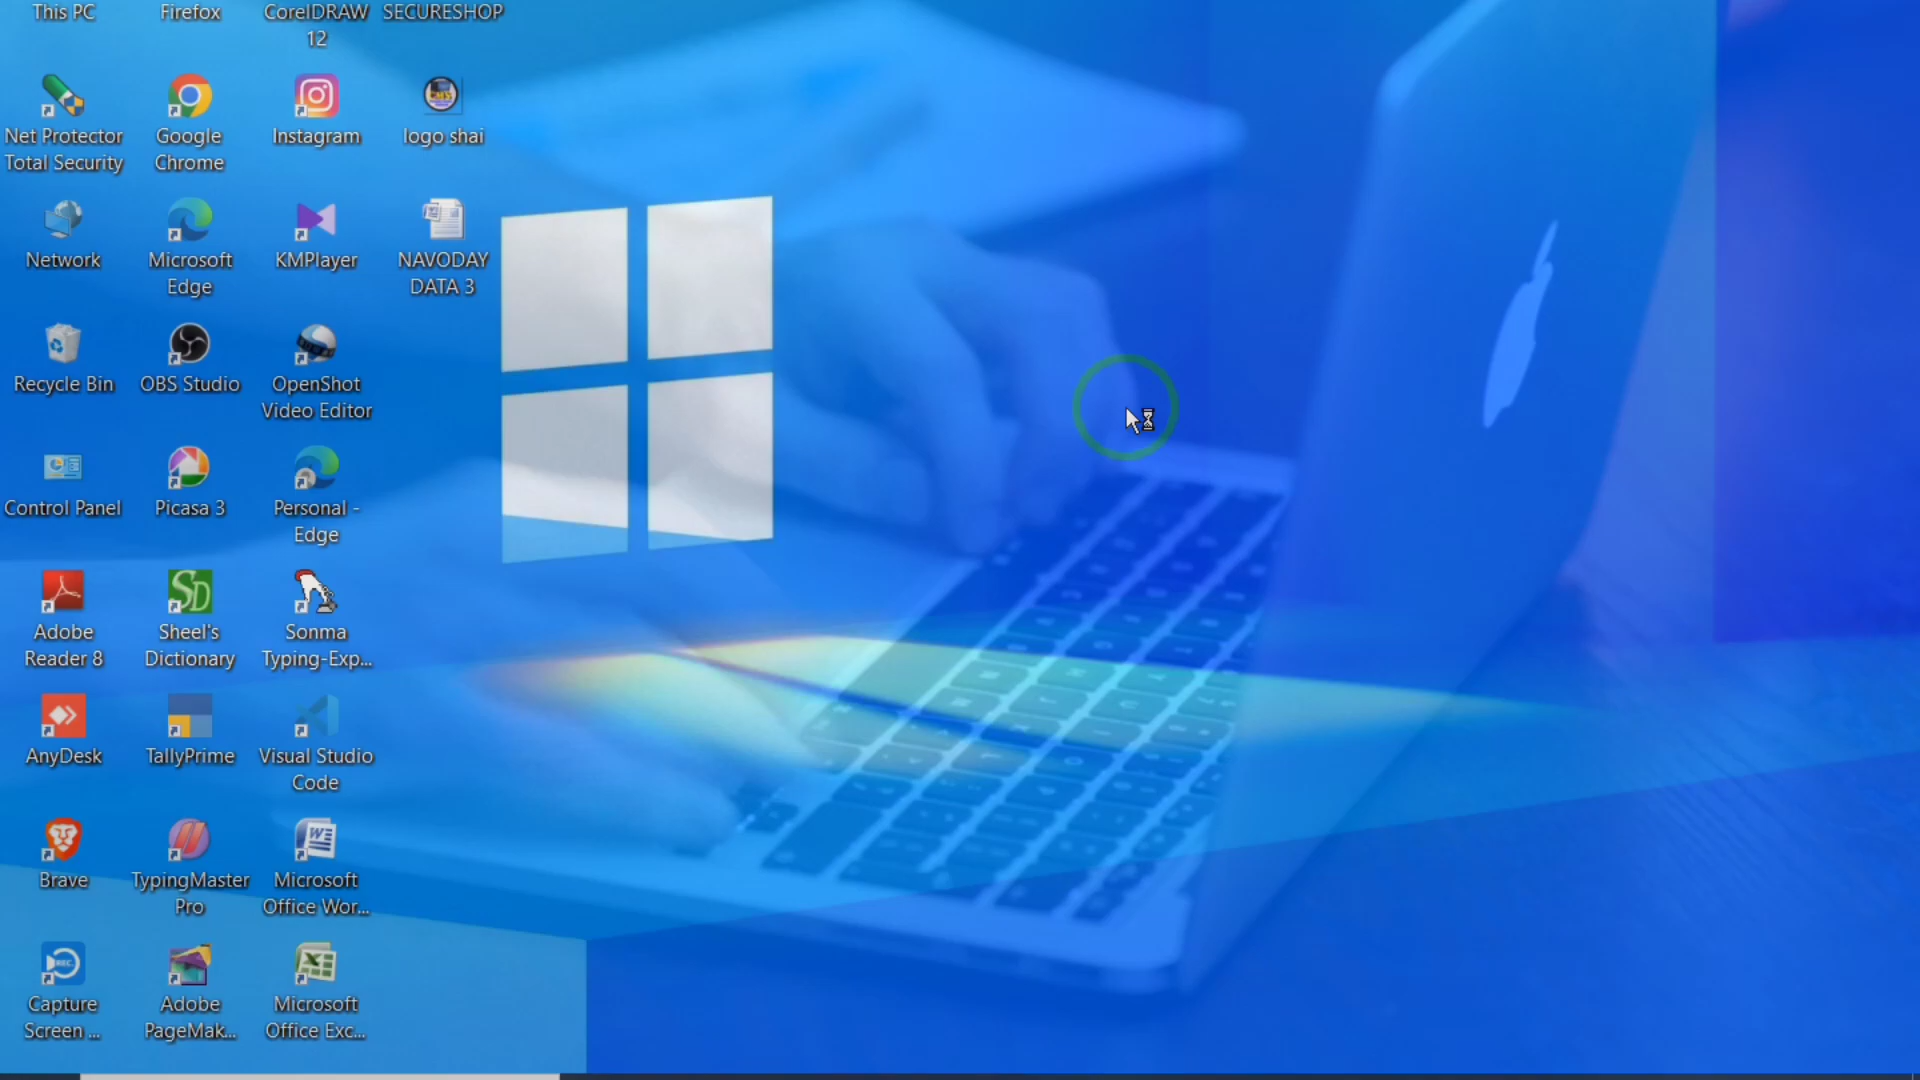 This PC
Firefox
CorelDRAW
12
SECURESHOP
Net Protector
Total Security
Google
Chrome
Instagram
logo shai
Network
Microsoft
Edge
KMPlayer
NAVODAY
DATA 3
Recycle Bin
OBS Studio
OpenShot
Video Editor
Control Panel
Picasa 3
Personal -
Edge
Adobe
Reader 8
Sheel's
Dictionary
Sonma
Typing-Exp...
AnyDesk
TallyPrime
Visual Studio
Code
Brave
TypingMaster
Pro
Microsoft
Office Wor...
Capture
Screen ...
Adobe
PageMak...
Microsoft
Office Exc...